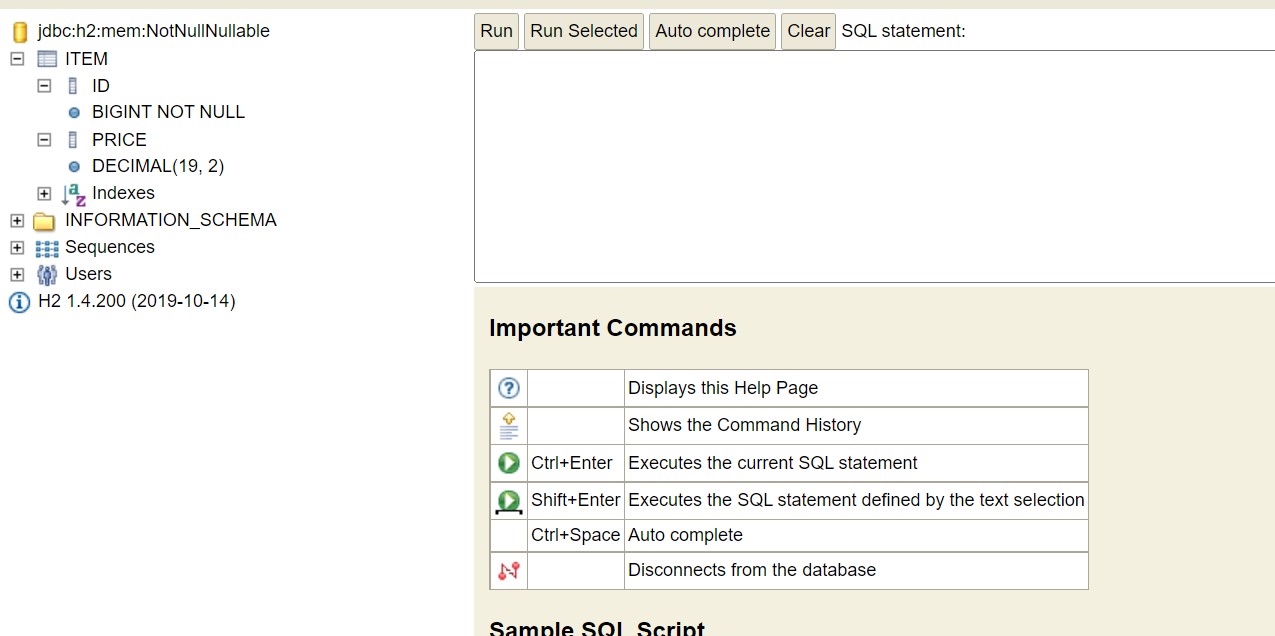 jdbc:h2:mem:NotNullNullable
ITEM
ID
BIGINT NOT NULL
PRICE
DECIMAL(19, 2)
Indexes
INFORMATION_SCHEMA
Sequences
Users
H2 1.4.200 (2019-10-14)
Run Run Selected Auto complete Clear SQL statement:
Important Commands
Displays this Help Page
Shows the Command History
Ctrl+Enter Executes the current SQL statement
Shift+Enter Executes the SQL statement defined by the text selection
Ctrl+Space Auto complete
Disconnects from the database
Sample SQL Script